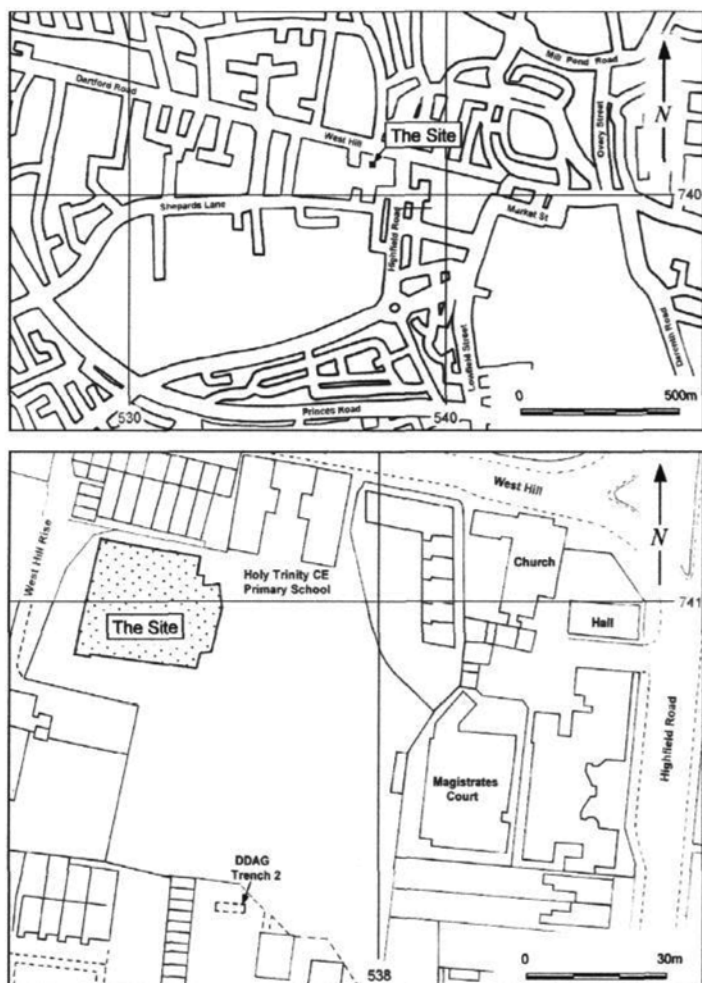 Mill Pond Road
Dartford Road
N
Overy Street
West Hill
The Site
740
Shepards Lane
Highfield Road
Market St
Lowfield Street
Darenth Road
0
500m
530
540
Princes Road
West Hill
N
West Hill Rise
Church
Holy Trinity CE
Primary School
741
The Site
Hall
Highfield Road
Magistrates
Court
DDAG
Trench 2
0
30m
538